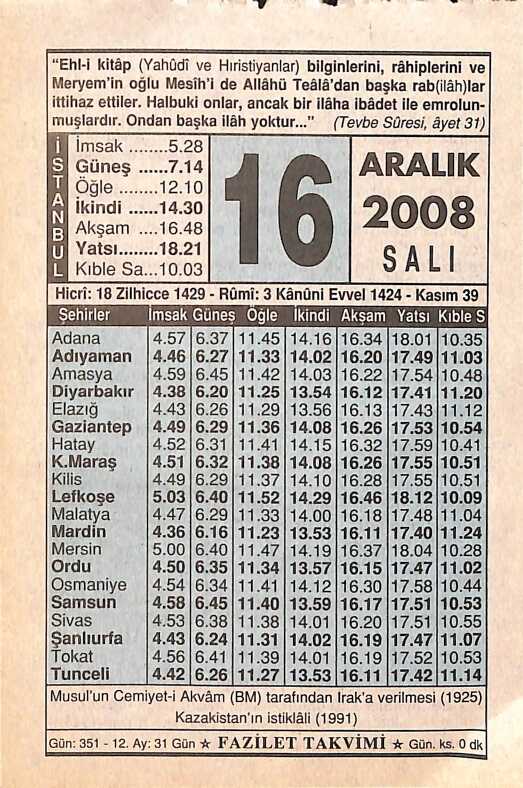 “Ehl-i kitâp (Yahûdî ve Hıristiyanlar) bilginlerini, râhiplerini ve
Meryem'in oğlu Mesîh'i de Allâhü Teâlâ'dan başka rab(ilâh)lar
ittihaz ettiler. Halbuki onlar, ancak bir ilâha ibâdet ile emrolun-
muşlardır. Ondan başka ilâh yoktur...” (Tevbe Sûresi, âyet 31)
İSTANBUL
İmsak ........5.28
Güneş ......7.14
Öğle ........12.10
İkindi ......14.30
Akşam ....16.48
Yatsı........18.21
Kıble Sa...10.03
16
ARALIK
2008
SALI
Hicrî: 18 Zilhicce 1429 - Rûmî: 3 Kânûni Evvel 1424 - Kasım 39
Şehirler İmsak Güneş Öğle İkindi Akşam Yatsı Kıble S
Adana 4.57 6.37 11.45 14.16 16.34 18.01 10.35
Adıyaman 4.46 6.27 11.33 14.02 16.20 17.49 11.03
Amasya 4.59 6.45 11.42 14.03 16.22 17.54 10.48
Diyarbakır 4.38 6.20 11.25 13.54 16.12 17.41 11.20
Elazığ 4.43 6.26 11.29 13.56 16.13 17.43 11.12
Gaziantep 4.49 6.29 11.36 14.08 16.26 17.53 10.54
Hatay 4.52 6.31 11.41 14.15 16.32 17.59 10.41
K.Maraş 4.51 6.32 11.38 14.08 16.26 17.55 10.51
Kilis 4.49 6.29 11.37 14.10 16.28 17.55 10.51
Lefkoşe 5.03 6.40 11.52 14.29 16.46 18.12 10.09
Malatya 4.47 6.29 11.33 14.00 16.18 17.48 11.04
Mardin 4.36 6.16 11.23 13.53 16.11 17.40 11.24
Mersin 5.00 6.40 11.47 14.19 16.37 18.04 10.28
Ordu 4.50 6.35 11.34 13.57 16.15 17.47 11.02
Osmaniye 4.54 6.34 11.41 14.12 16.30 17.58 10.44
Samsun 4.58 6.45 11.40 13.59 16.17 17.51 10.53
Sivas 4.53 6.38 11.38 14.01 16.20 17.51 10.55
Şanlıurfa 4.43 6.24 11.31 14.02 16.19 17.47 11.07
Tokat 4.56 6.41 11.39 14.01 16.19 17.52 10.53
Tunceli 4.42 6.26 11.27 13.53 16.11 17.42 11.14
Musul'un Cemiyet-i Akvâm (BM) tarafından Irak'a verilmesi (1925)
Kazakistan'ın istiklâli (1991)
Gün: 351 - 12. Ay: 31 Gün ☆ FAZİLET TAKVİMİ ☆ Gün. ks. 0 dk